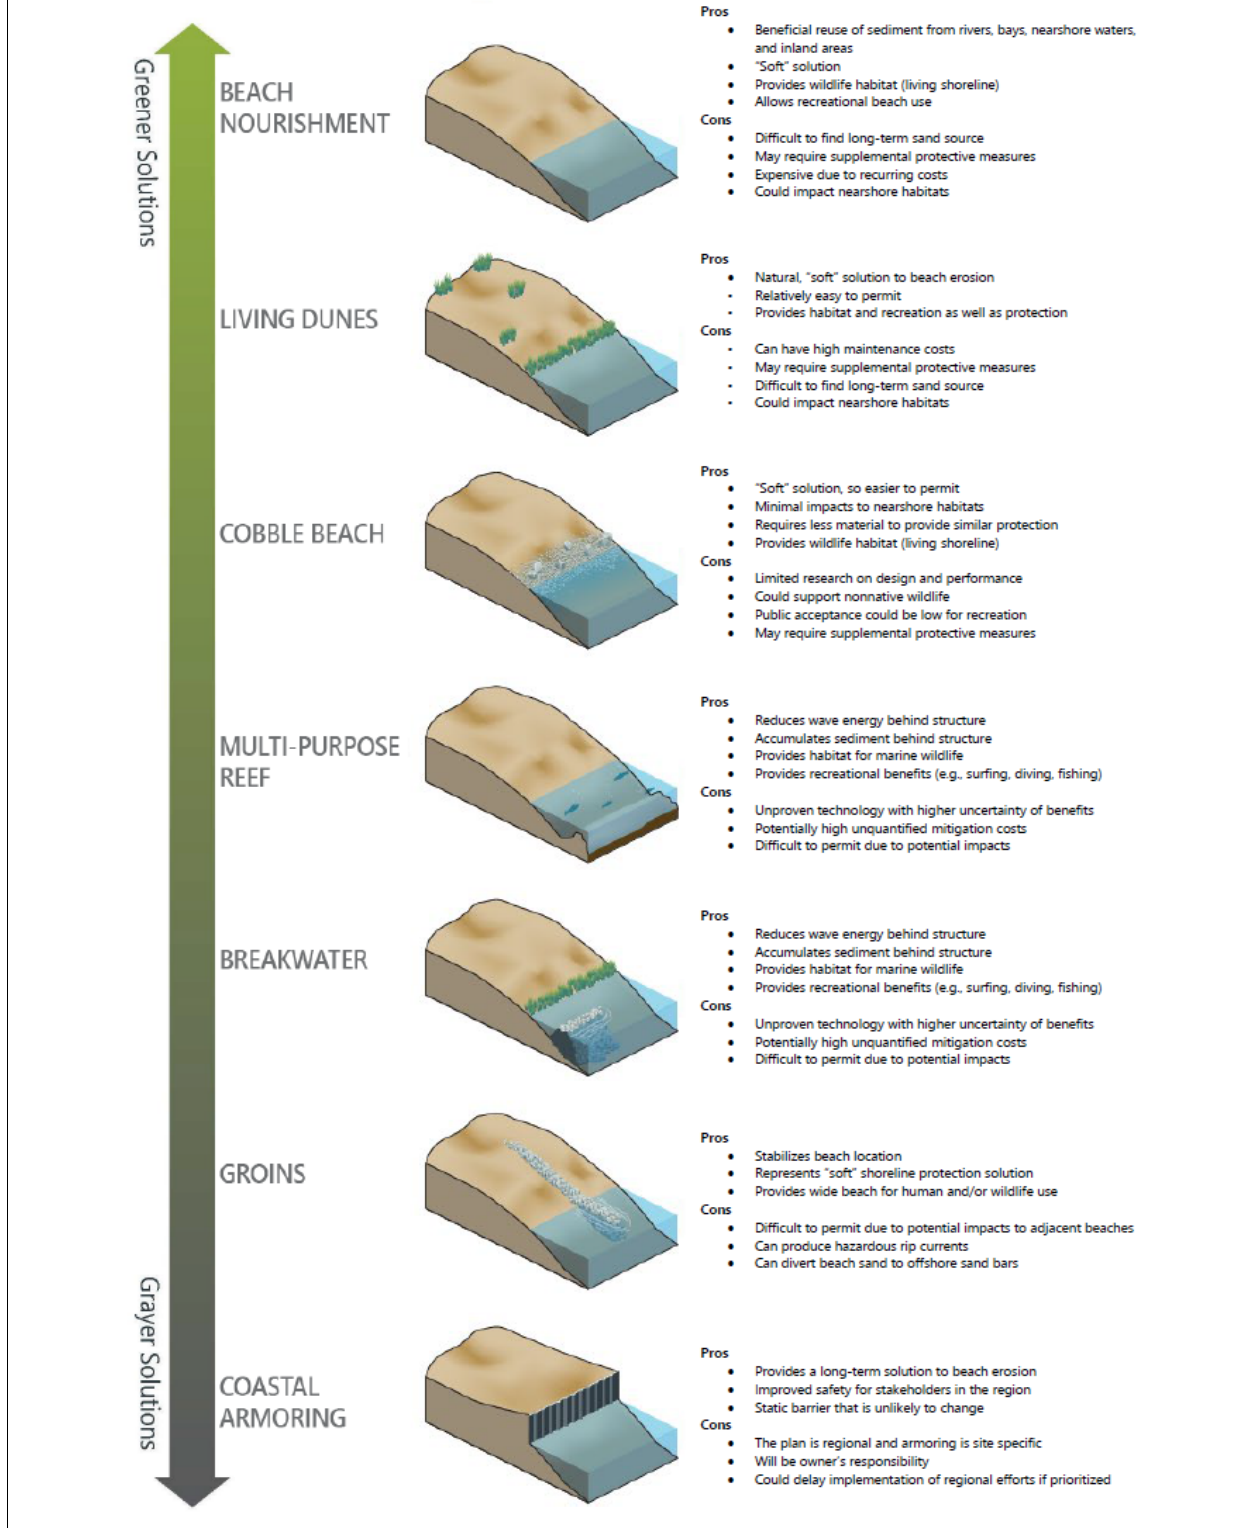 Greener Solutions
BEACH
NOURISHMENT
Pros
• Beneficial reuse of sediment from rivers, bays, nearshore waters,
and inland areas
• "Soft" solution
• Provides wildlife habitat (living shoreline)
• Allows recreational beach use
Cons
• Difficult to find long-term sand source
• May require supplemental protective measures
• Expensive due to recurring costs
• Could impact nearshore habitats
LIVING DUNES
Pros
• Natural, "soft" solution to beach erosion
• Relatively easy to permit
• Provides habitat and recreation as well as protection
Cons
• Can have high maintenance costs
• May require supplemental protective measures
• Difficult to find long-term sand source
• Could impact nearshore habitats
COBBLE BEACH
Pros
• "Soft" solution, so easier to permit
• Minimal impacts to nearshore habitats
• Requires less material to provide similar protection
• Provides wildlife habitat (living shoreline)
Cons
• Limited research on design and performance
• Could support nonnative wildlife
• Public acceptance could be low for recreation
• May require supplemental protective measures
MULTI-PURPOSE
REEF
Pros
• Reduces wave energy behind structure
• Accumulates sediment behind structure
• Provides habitat for marine wildlife
• Provides recreational benefits (e.g., surfing, diving, fishing)
Cons
• Unproven technology with higher uncertainty of benefits
• Potentially high unquantified mitigation costs
• Difficult to permit due to potential impacts
BREAKWATER
Pros
• Reduces wave energy behind structure
• Accumulates sediment behind structure
• Provides habitat for marine wildlife
• Provides recreational benefits (e.g., surfing, diving, fishing)
Cons
• Unproven technology with higher uncertainty of benefits
• Potentially high unquantified mitigation costs
• Difficult to permit due to potential impacts
GROINS
Pros
• Stabilizes beach location
• Represents "soft" shoreline protection solution
• Provides wide beach for human and/or wildlife use
Cons
• Difficult to permit due to potential impacts to adjacent beaches
• Can produce hazardous rip currents
• Can divert beach sand to offshore sand bars
Grayer Solutions
COASTAL
ARMORING
Pros
• Provides a long-term solution to beach erosion
• Improved safety for stakeholders in the region
• Static barrier that is unlikely to change
Cons
• The plan is regional and armoring is site specific
• Will be owner's responsibility
• Could delay implementation of regional efforts if prioritized